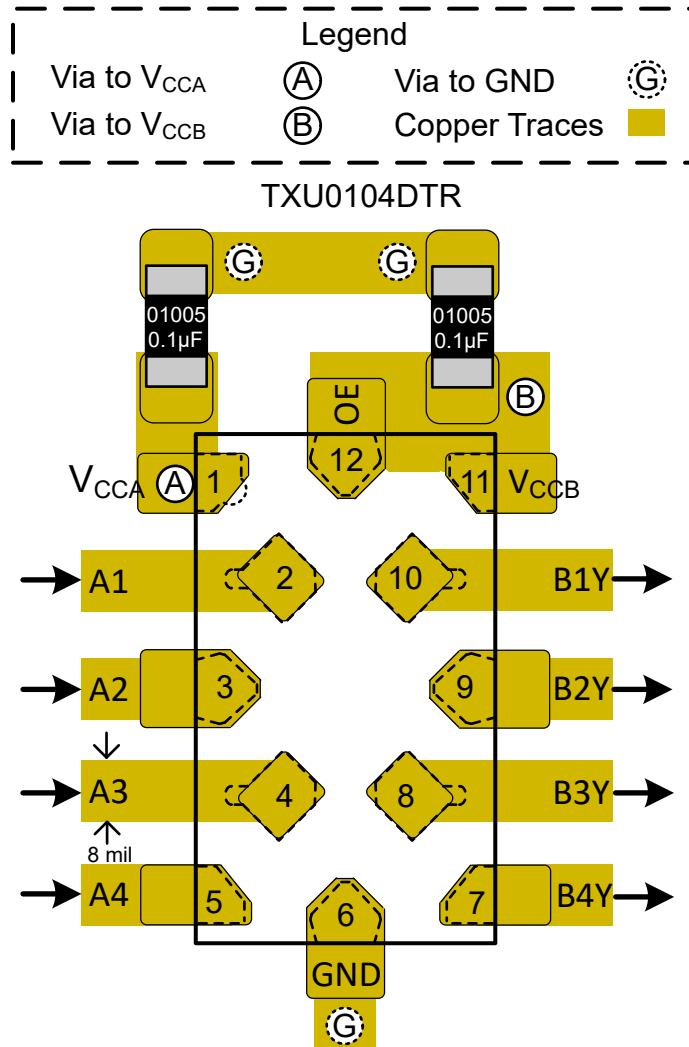 Legend
Via to VCCA A Via to GND G
Via to VCCB B Copper Traces
TXU0104DTR
G G
01005 01005
0.1µF 0.1µF
OE B
12
VCCA A 1 11 VCCB
A1 2 10 B1Y
A2 3 9 B2Y
A3 4 8 B3Y
8 mil
A4 5 7 B4Y
6
GND
G